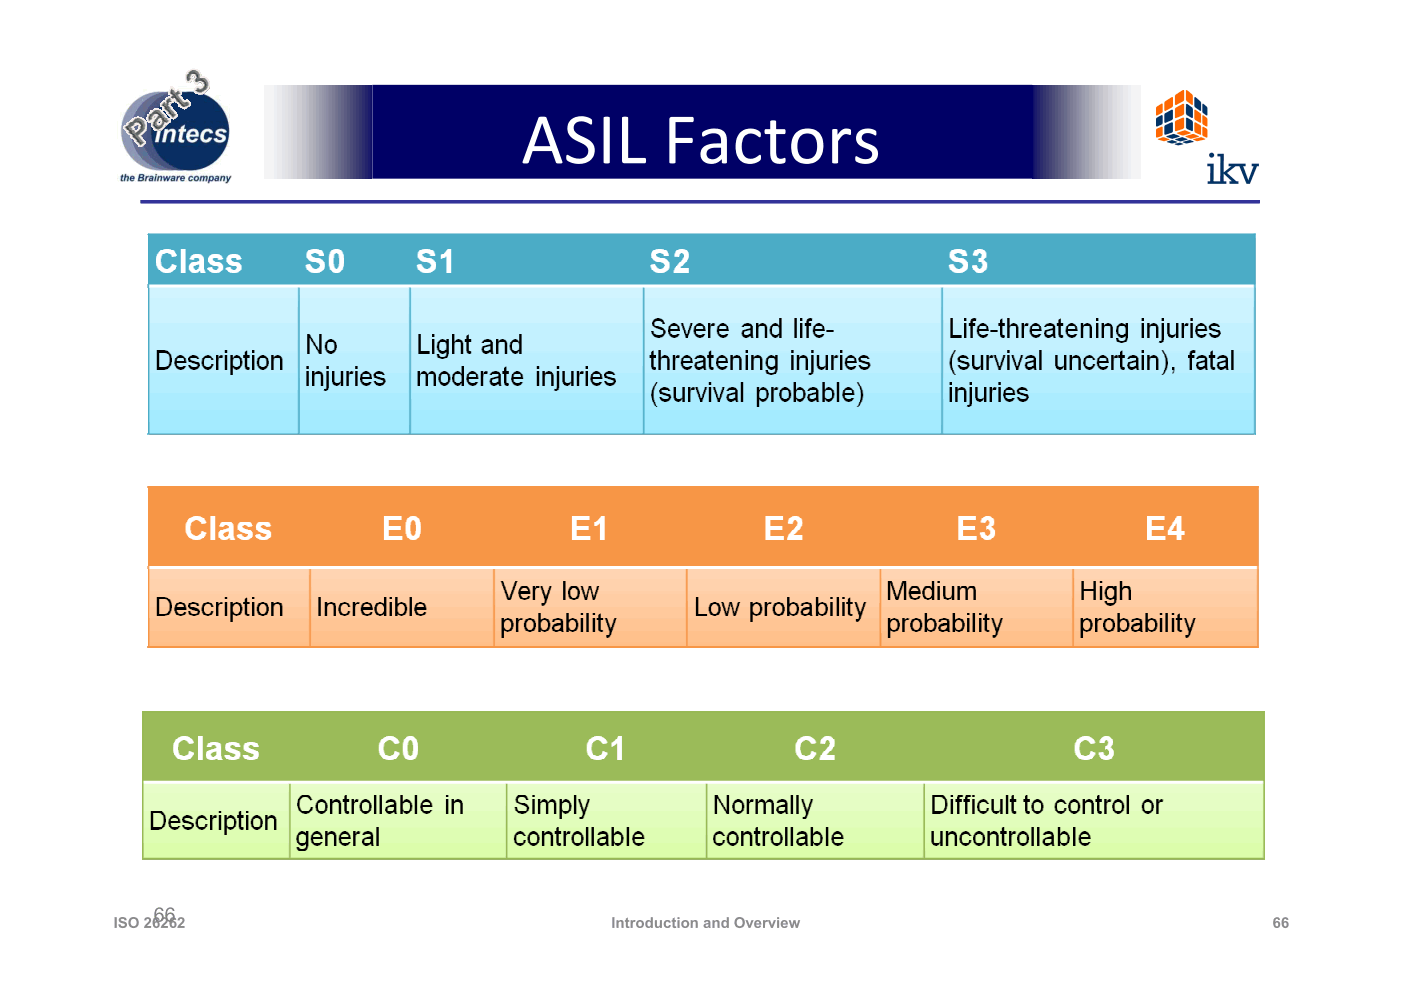 Part 3
intecs
the Brainware company
ASIL Factors
ikv
Class S0 S1 S2 S3
Description
No
injuries
Light and
moderate injuries
Severe and life-
threatening injuries
(survival probable)
Life-threatening injuries
(survival uncertain), fatal
injuries
Class E0 E1 E2 E3 E4
Description
Incredible
Very low
probability
Low probability
Medium
probability
High
probability
Class C0 C1 C2 C3
Description
Controllable in
general
Simply
controllable
Normally
controllable
Difficult to control or
uncontrollable
66
ISO 26262
Introduction and Overview
66